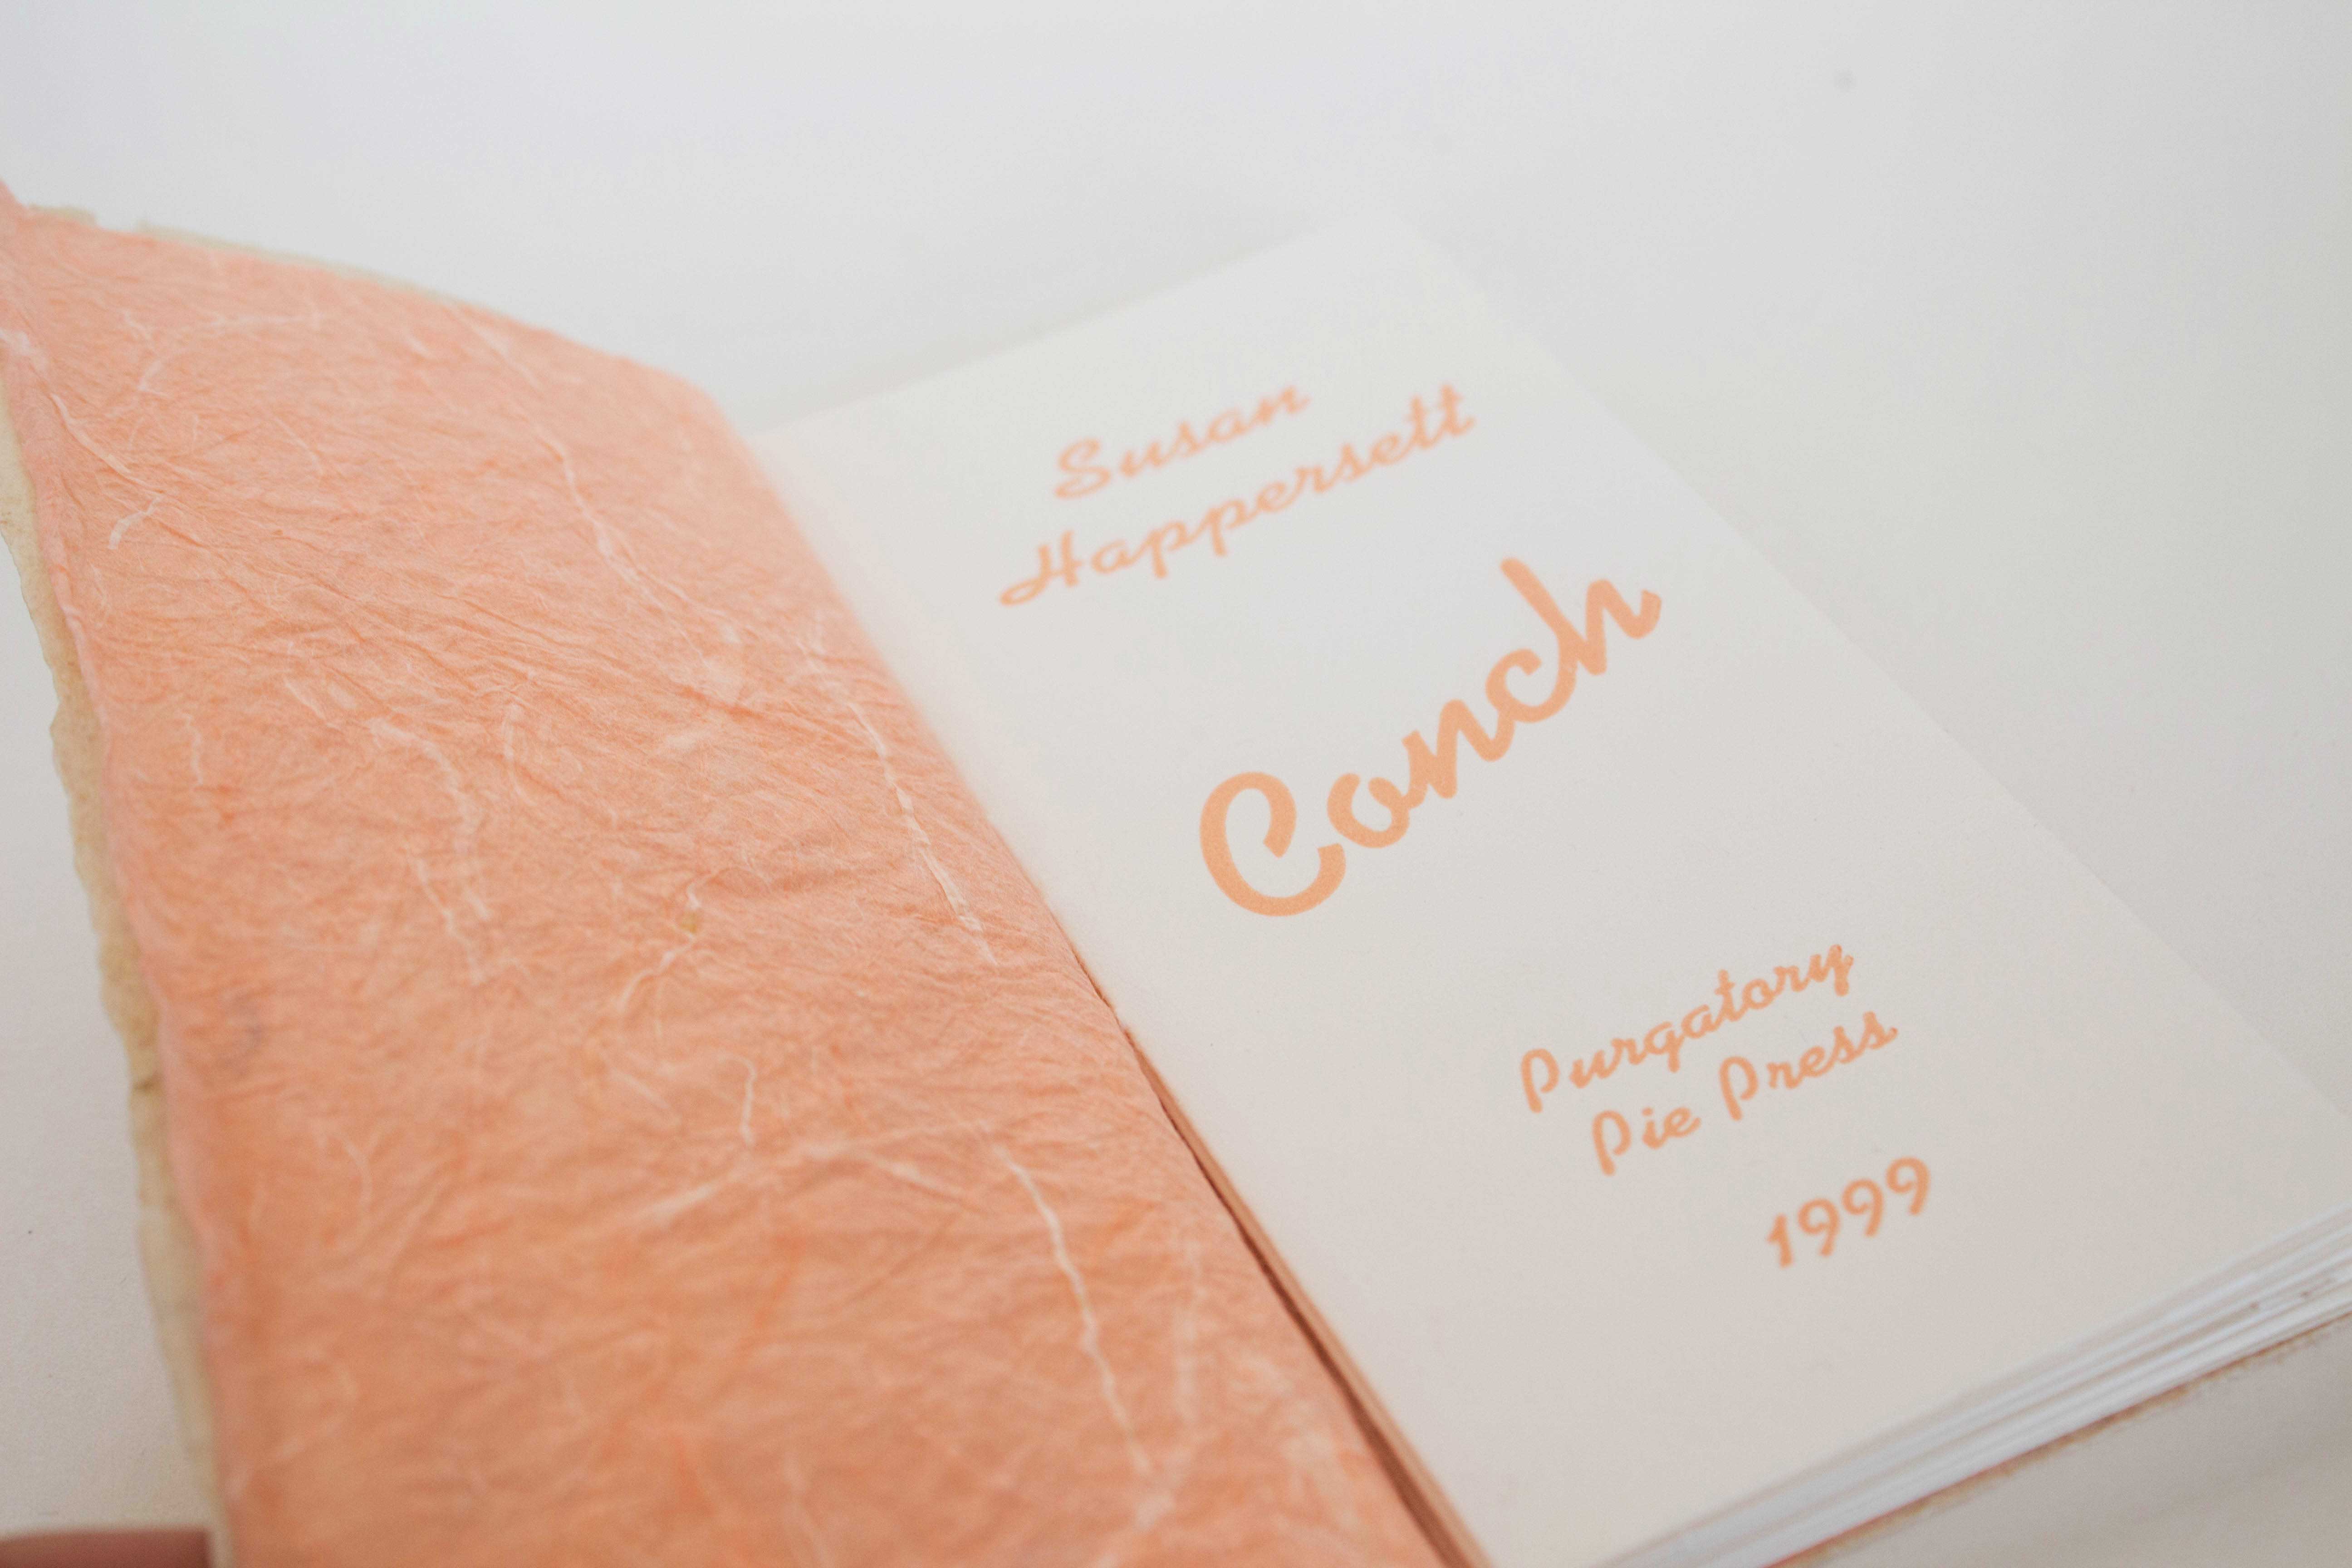 Susan
Happersett
Conch
Purgatory
Pie Press
1999